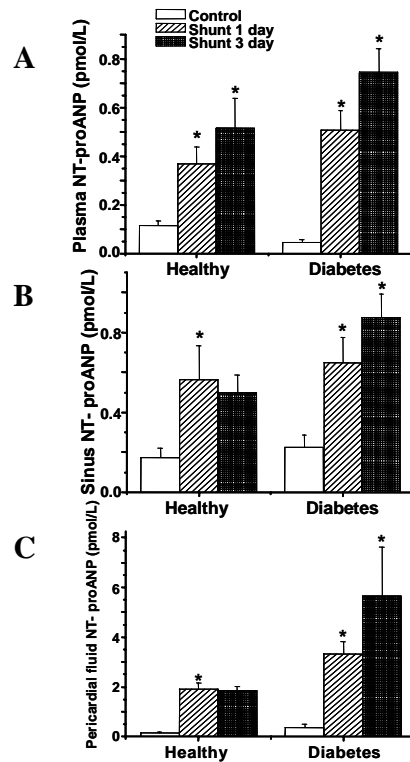 Control
Shunt 1 day
Shunt 3 day
A
Plasma NT-proANP (pmol/L)
0.8
0.6
0.4
0.2
0.0
* * * *
Healthy Diabetes
B
Sinus NT- proANP (pmol/L)
0.8
0.4
0.0
* * *
Healthy Diabetes
C
Pericardial fluid NT- proANP (pmol/L)
8
6
4
2
0
* * *
Healthy Diabetes